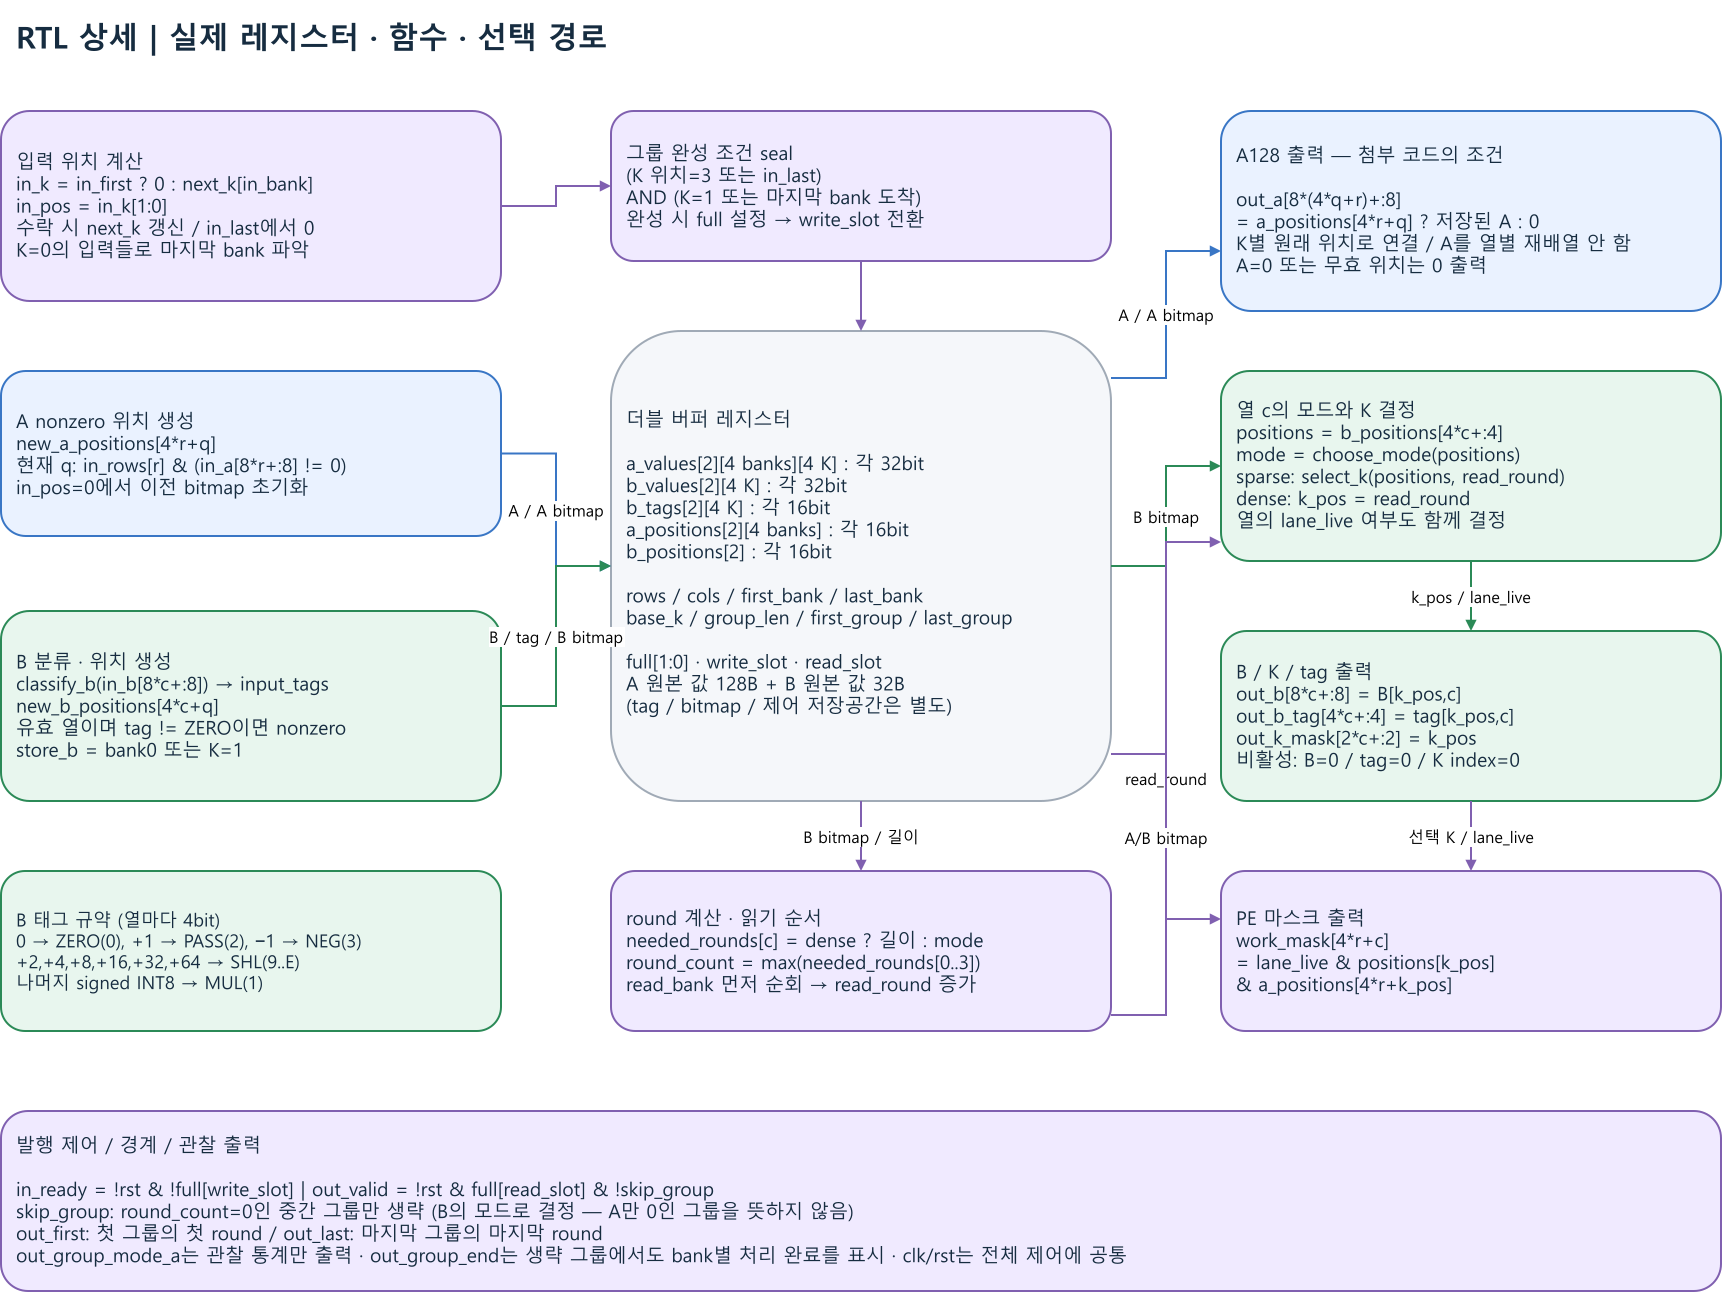 RTL 상세 | 실제 레지스터 · 함수 · 선택 경로
입력 위치 계산
in_k = in_first ? 0 : next_k[in_bank]
in_pos = in_k[1:0]
수락 시 next_k 갱신 / in_last에서 0
K=0의 입력들로 마지막 bank 파악
그룹 완성 조건 seal
(K 위치=3 또는 in_last)
AND (K=1 또는 마지막 bank 도착)
완성 시 full 설정 → write_slot 전환
A128 출력 — 첨부 코드의 조건
out_a[8*(4*q+r)+:8]
= a_positions[4*r+q] ? 저장된 A : 0
K별 원래 위치로 연결 / A를 열별 재배열 안 함
A=0 또는 무효 위치는 0 출력
A / A bitmap
A nonzero 위치 생성
new_a_positions[4*r+q]
현재 q: in_rows[r] & (in_a[8*r+:8] != 0)
in_pos=0에서 이전 bitmap 초기화
A / A bitmap
더블 버퍼 레지스터
a_values[2][4 banks][4 K] : 각 32bit
b_values[2][4 K] : 각 32bit
b_tags[2][4 K] : 각 16bit
a_positions[2][4 banks] : 각 16bit
b_positions[2] : 각 16bit
rows / cols / first_bank / last_bank
base_k / group_len / first_group / last_group
full[1:0] · write_slot · read_slot
A 원본 값 128B + B 원본 값 32B
(tag / bitmap / 제어 저장공간은 별도)
B bitmap
열 c의 모드와 K 결정
positions = b_positions[4*c+:4]
mode = choose_mode(positions)
sparse: select_k(positions, read_round)
dense: k_pos = read_round
열의 lane_live 여부도 함께 결정
k_pos / lane_live
B / tag / B bitmap
B 분류 · 위치 생성
classify_b(in_b[8*c+:8]) → input_tags
new_b_positions[4*c+q]
유효 열이며 tag != ZERO이면 nonzero
store_b = bank0 또는 K=1
B / K / tag 출력
out_b[8*c+:8] = B[k_pos,c]
out_b_tag[4*c+:4] = tag[k_pos,c]
out_k_mask[2*c+:2] = k_pos
비활성: B=0 / tag=0 / K index=0
read_round
B bitmap / 길이
A/B bitmap
선택 K / lane_live
B 태그 규약 (열마다 4bit)
0 → ZERO(0), +1 → PASS(2), −1 → NEG(3)
+2,+4,+8,+16,+32,+64 → SHL(9..E)
나머지 signed INT8 → MUL(1)
round 계산 · 읽기 순서
needed_rounds[c] = dense ? 길이 : mode
round_count = max(needed_rounds[0..3])
read_bank 먼저 순회 → read_round 증가
PE 마스크 출력
work_mask[4*r+c]
= lane_live & positions[k_pos]
& a_positions[4*r+k_pos]
발행 제어 / 경계 / 관찰 출력
in_ready = !rst & !full[write_slot] | out_valid = !rst & full[read_slot] & !skip_group
skip_group: round_count=0인 중간 그룹만 생략 (B의 모드로 결정 — A만 0인 그룹을 뜻하지 않음)
out_first: 첫 그룹의 첫 round / out_last: 마지막 그룹의 마지막 round
out_group_mode_a는 관찰 통계만 출력 · out_group_end는 생략 그룹에서도 bank별 처리 완료를 표시 · clk/rst는 전체 제어에 공통